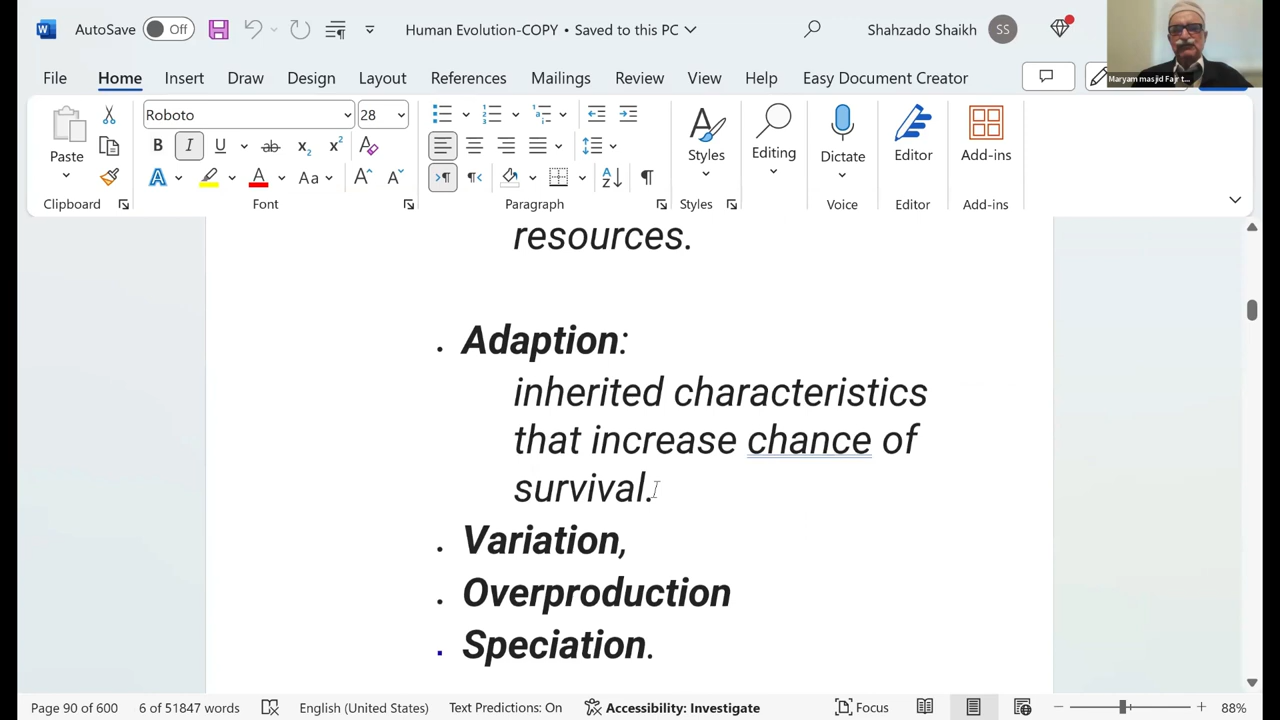 AutoSave Off Human Evolution-COPY • Saved to this PC Shahzado Shaikh SS
Maryam masjid Fajr t...
File Home Insert Draw Design Layout References Mailings Review View Help Easy Document Creator
Roboto 28
Paste Styles Editing Dictate Editor Add-ins
Clipboard Font Paragraph Styles Voice Editor Add-ins
resources.
Adaption:
inherited characteristics
that increase chance of
survival.
Variation,
Overproduction
Speciation.
Page 90 of 600 6 of 51847 words English (United States) Text Predictions: On Accessibility: Investigate Focus 88%